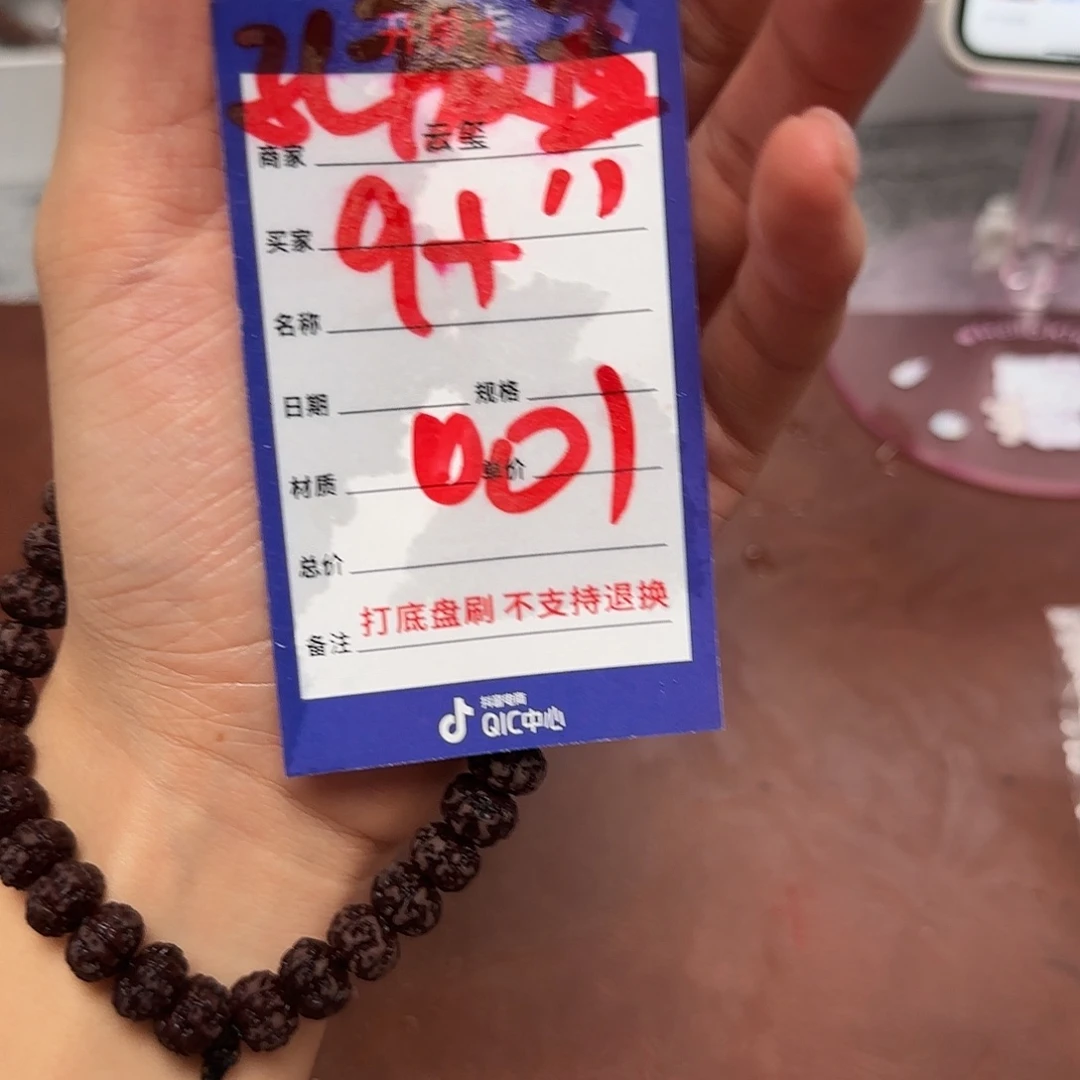 商家 云玺
11
买家
9+
名称
日期 规格
材质 单价
001
总价
备注 打底盘刷 不支持退换
抖音电商
QIC中心